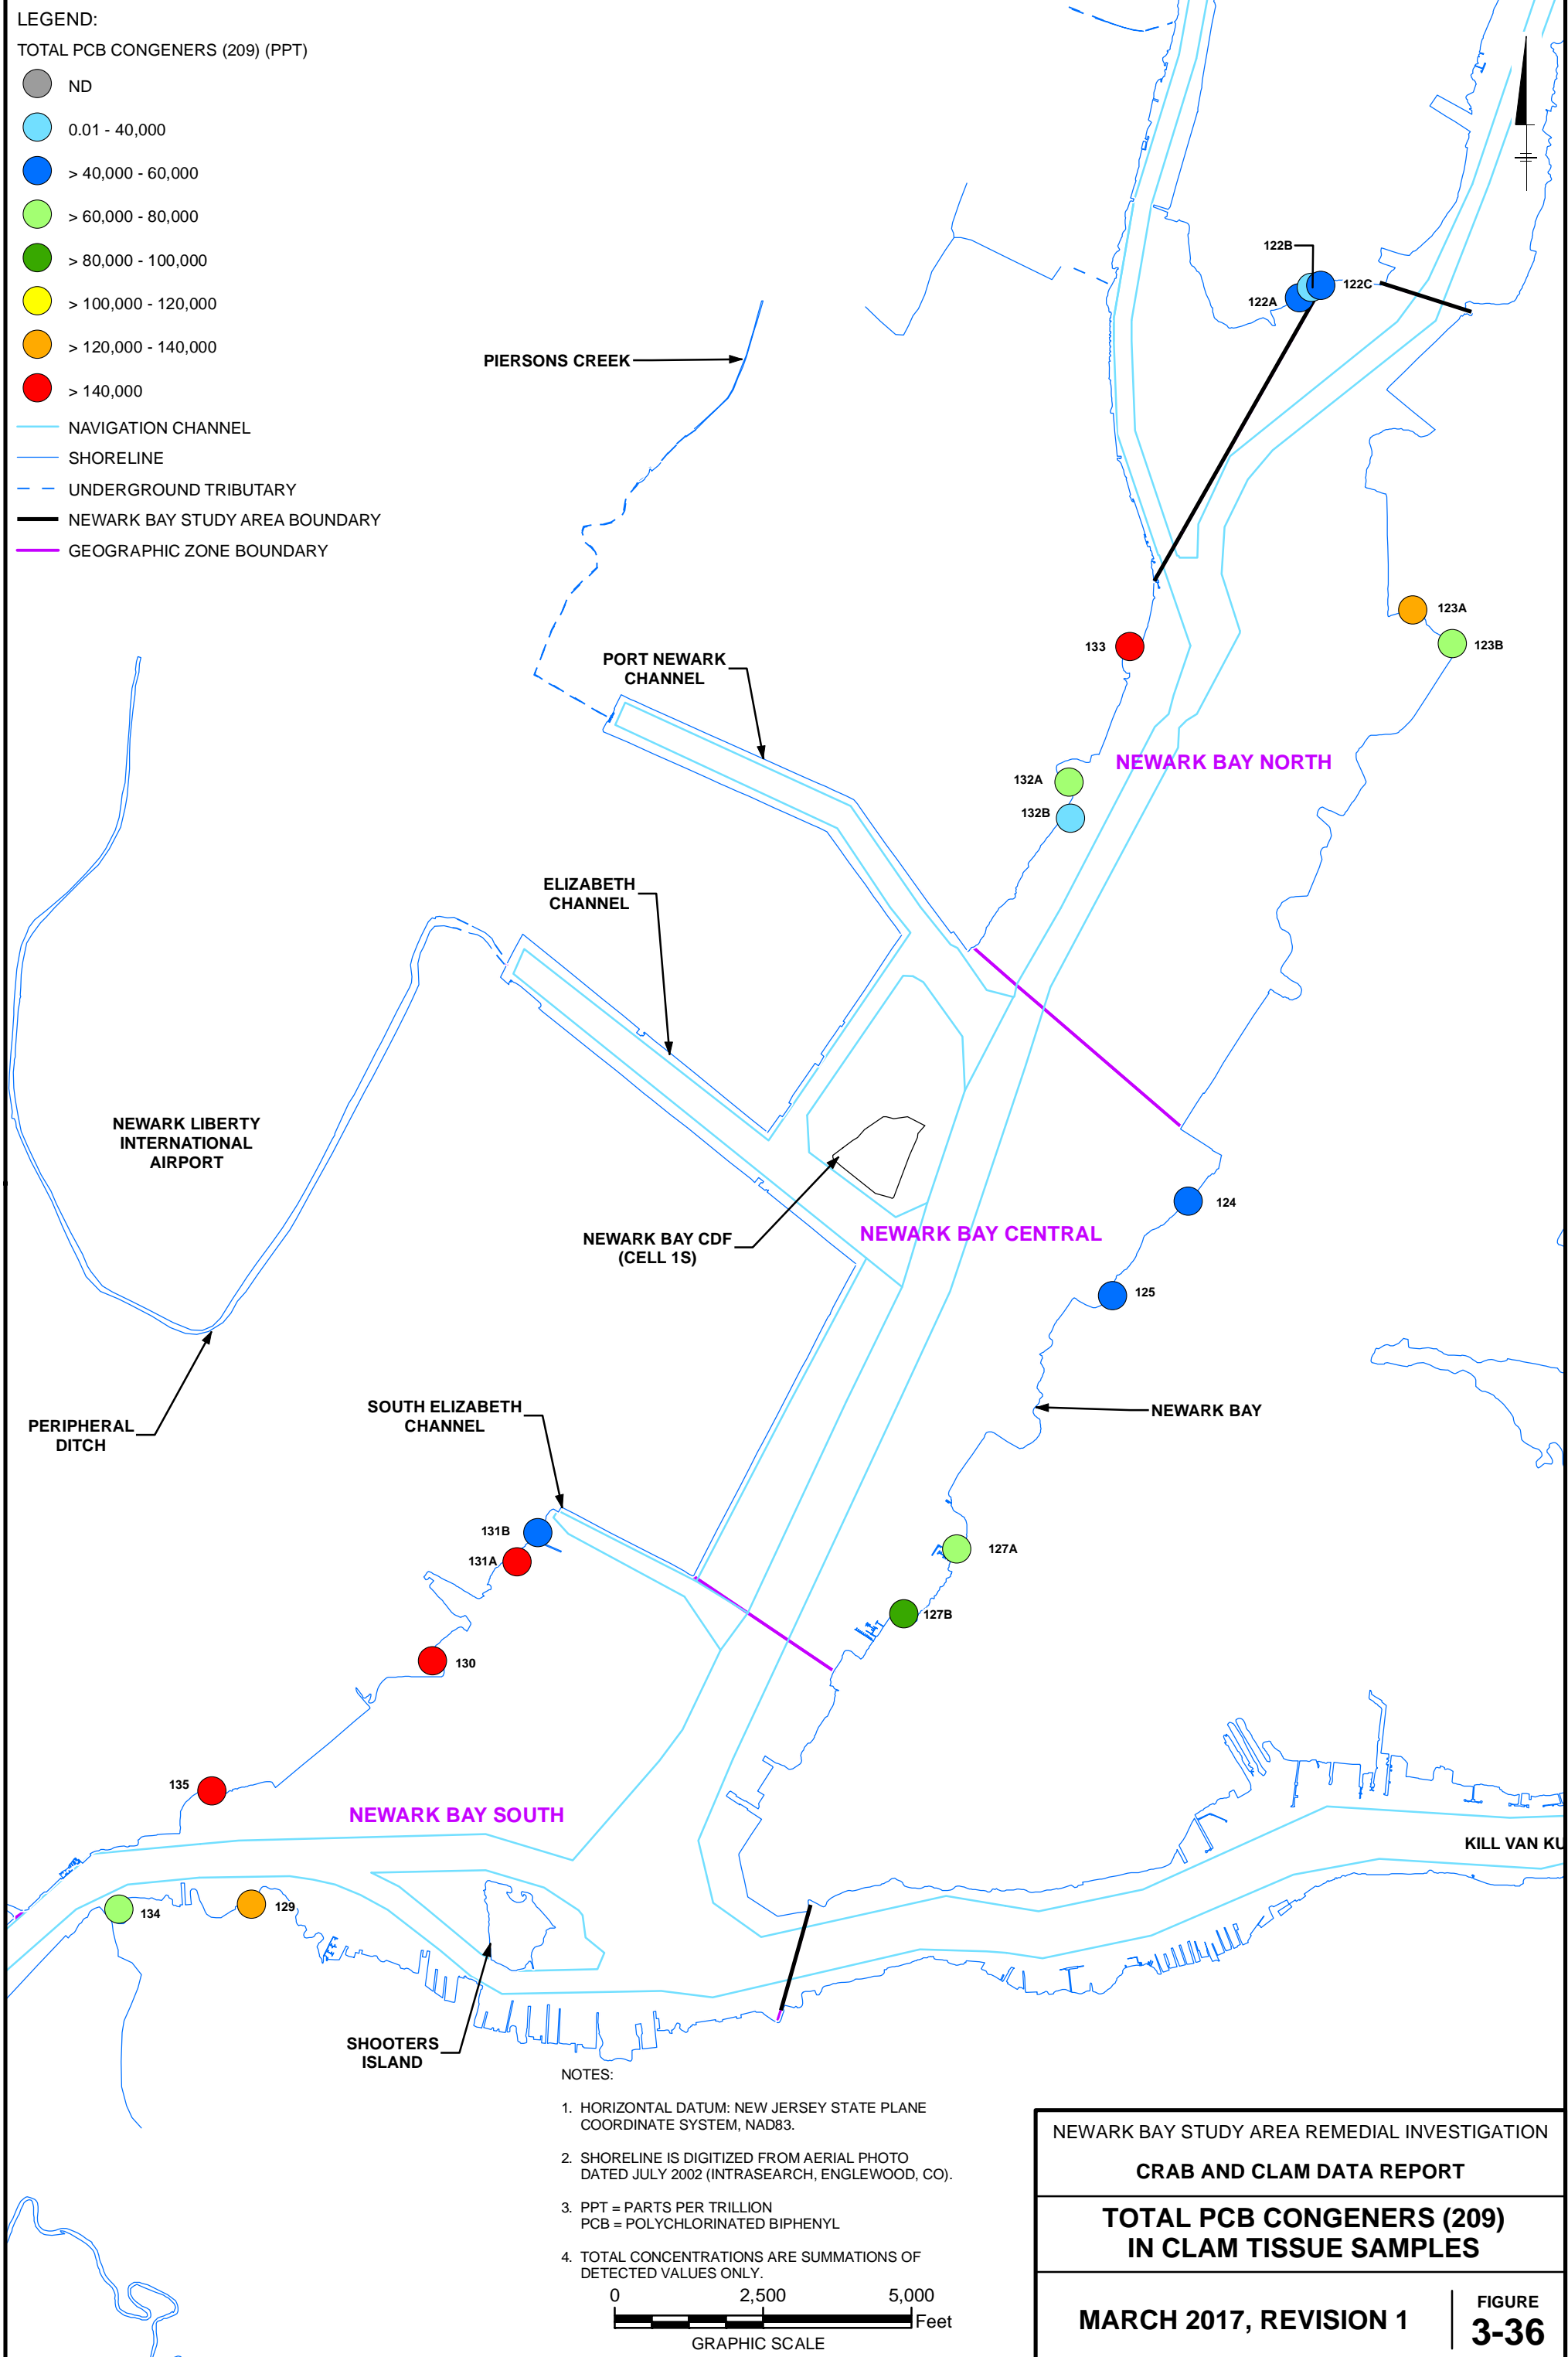 LEGEND:
TOTAL PCB CONGENERS (209) (PPT)
ND
0.01 - 40,000
> 40,000 - 60,000
> 60,000 - 80,000
> 80,000 - 100,000
> 100,000 - 120,000
> 120,000 - 140,000
> 140,000
NAVIGATION CHANNEL
SHORELINE
UNDERGROUND TRIBUTARY
NEWARK BAY STUDY AREA BOUNDARY
GEOGRAPHIC ZONE BOUNDARY
122B
122C
122A
PIERSONS CREEK
123A
123B
133
PORT NEWARK
CHANNEL
NEWARK BAY NORTH
132A
132B
ELIZABETH
CHANNEL
NEWARK LIBERTY
INTERNATIONAL
AIRPORT
124
NEWARK BAY CDF
(CELL 1S)
NEWARK BAY CENTRAL
125
SOUTH ELIZABETH
CHANNEL
NEWARK BAY
PERIPHERAL
DITCH
131B
131A
127A
127B
130
135
NEWARK BAY SOUTH
KILL VAN KU
134
129
SHOOTERS
ISLAND
NOTES:
1. HORIZONTAL DATUM: NEW JERSEY STATE PLANE
COORDINATE SYSTEM, NAD83.
2. SHORELINE IS DIGITIZED FROM AERIAL PHOTO
DATED JULY 2002 (INTRASEARCH, ENGLEWOOD, CO).
3. PPT = PARTS PER TRILLION
PCB = POLYCHLORINATED BIPHENYL
4. TOTAL CONCENTRATIONS ARE SUMMATIONS OF
DETECTED VALUES ONLY.
0 2,500 5,000
Feet
GRAPHIC SCALE
NEWARK BAY STUDY AREA REMEDIAL INVESTIGATION
CRAB AND CLAM DATA REPORT
TOTAL PCB CONGENERS (209)
IN CLAM TISSUE SAMPLES
MARCH 2017, REVISION 1
FIGURE
3-36